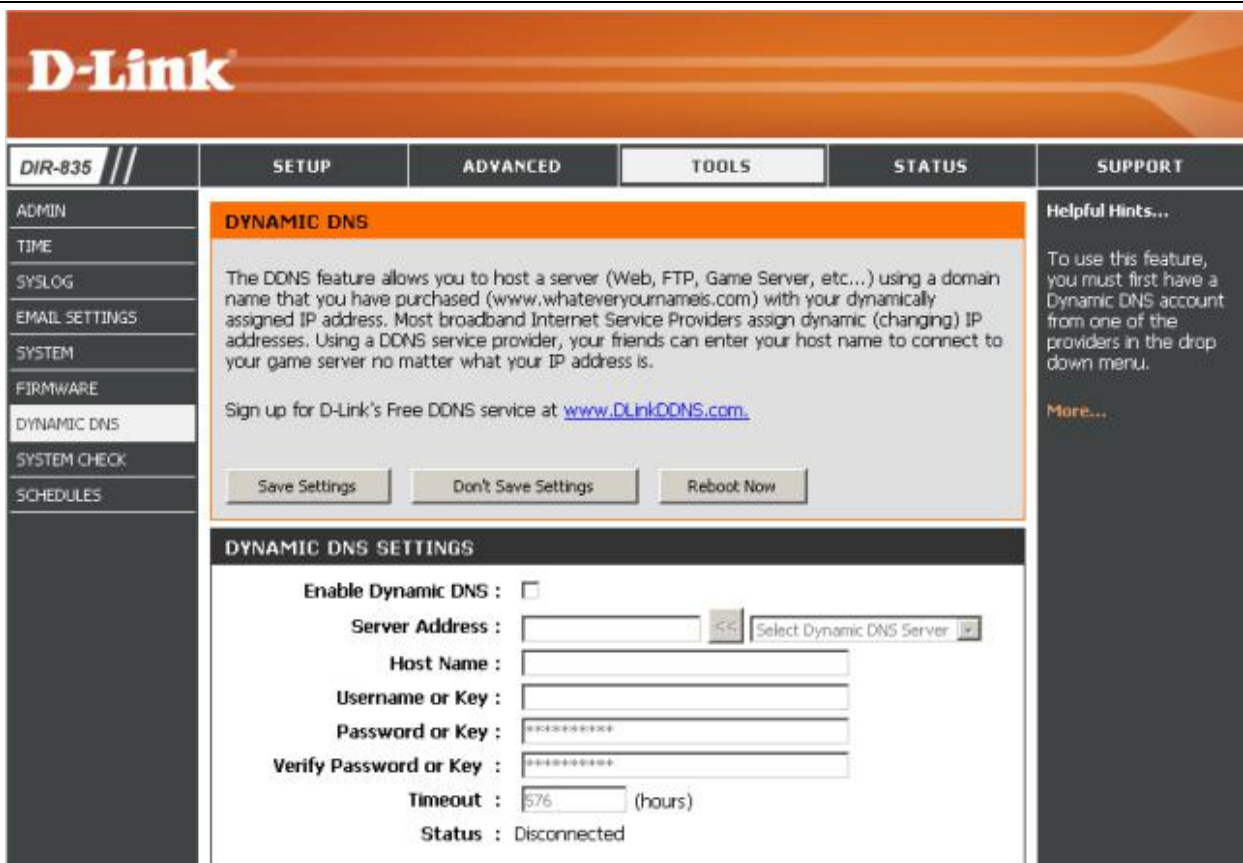 D-Link
DIR-835
SETUP
ADVANCED
TOOLS
STATUS
SUPPORT
ADMIN
TIME
SYSLOG
EMAIL SETTINGS
SYSTEM
FIRMWARE
DYNAMIC DNS
SYSTEM CHECK
SCHEDULES
DYNAMIC DNS
The DDNS feature allows you to host a server (Web, FTP, Game Server, etc...) using a domain
name that you have purchased (www.whateveryournameis.com) with your dynamically
assigned IP address. Most broadband Internet Service Providers assign dynamic (changing) IP
addresses. Using a DDNS service provider, your friends can enter your host name to connect to
your game server no matter what your IP address is.
Sign up for D-Link's Free DDNS service at www.DLinkDDNS.com.
Save Settings
Don't Save Settings
Reboot Now
DYNAMIC DNS SETTINGS
Enable Dynamic DNS :
Server Address : << Select Dynamic DNS Server
Host Name :
Username or Key :
Password or Key : **********
Verify Password or Key : **********
Timeout : 576 (hours)
Status : Disconnected
Helpful Hints...
To use this feature,
you must first have a
Dynamic DNS account
from one of the
providers in the drop
down menu.
More...